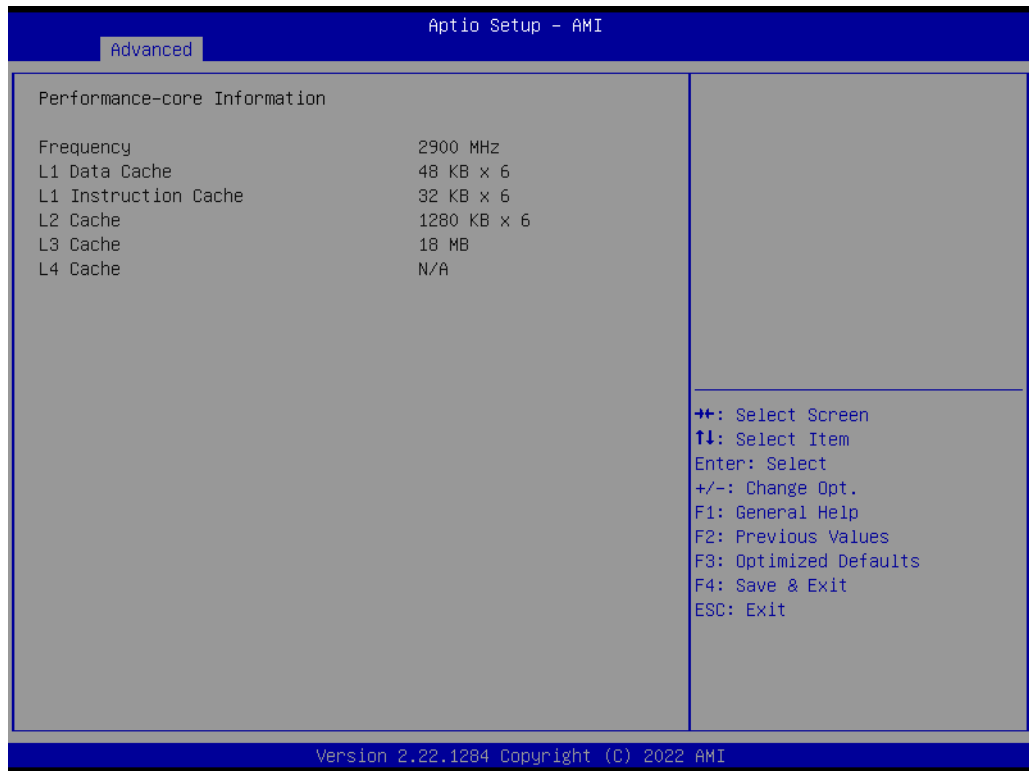 Aptio Setup – AMI
Advanced
Performance-core Information
Frequency 2900 MHz
L1 Data Cache 48 KB x 6
L1 Instruction Cache 32 KB x 6
L2 Cache 1280 KB x 6
L3 Cache 18 MB
L4 Cache N/A
→←: Select Screen
↑↓: Select Item
Enter: Select
+/-: Change Opt.
F1: General Help
F2: Previous Values
F3: Optimized Defaults
F4: Save & Exit
ESC: Exit
Version 2.22.1284 Copyright (C) 2022 AMI